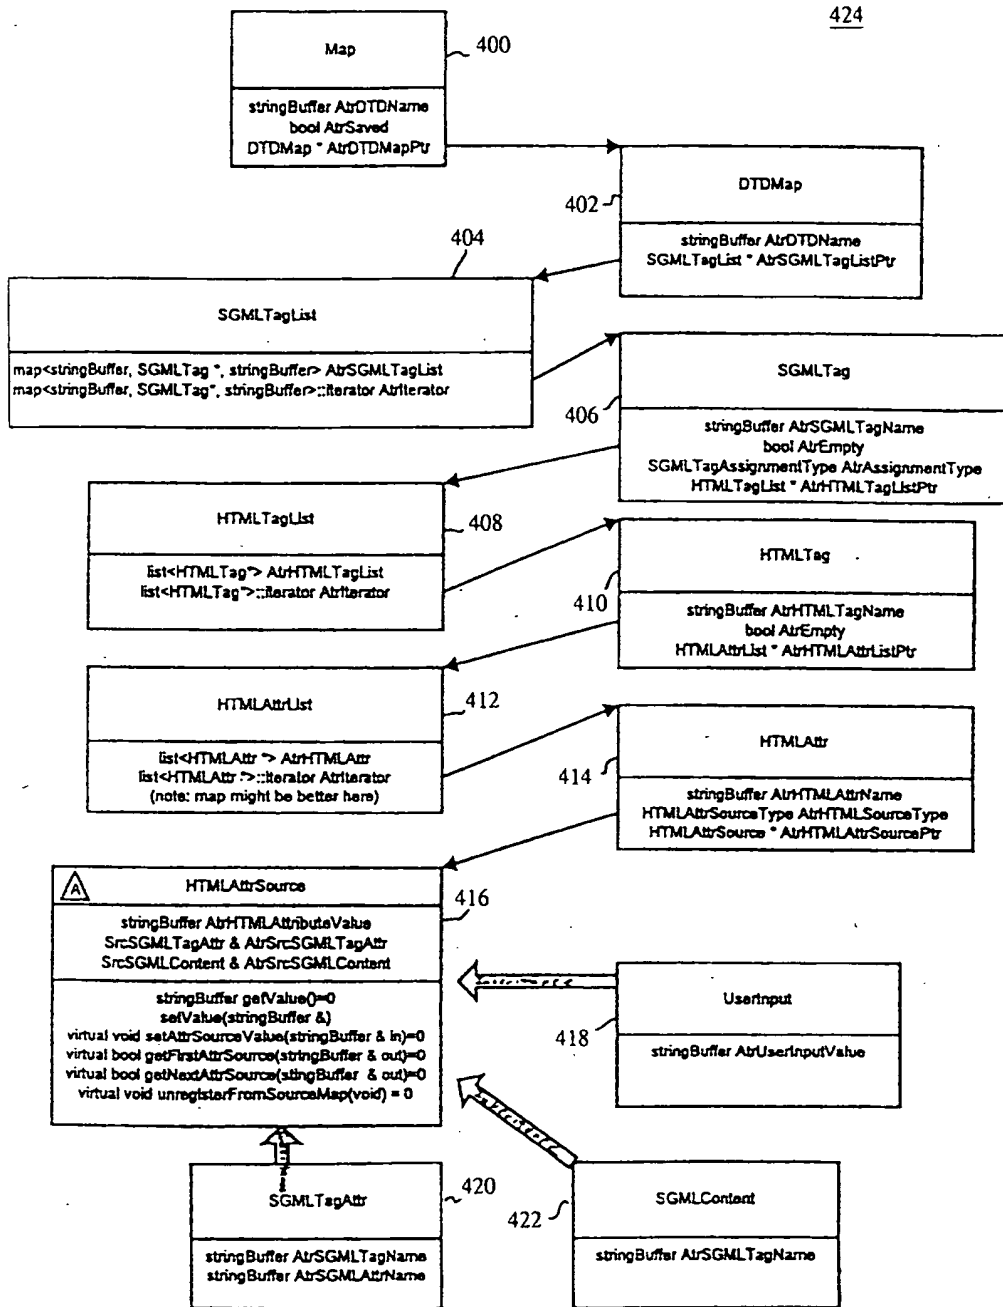 424
Map
400
stringBuffer AtrDTDName
bool AtrSaved
DTDMap * AtrDTDMapPtr
DTDMap
402
stringBuffer AtrDTDName
SGMLTagList * AtrSGMLTagListPtr
404
SGMLTagList
map<stringBuffer, SGMLTag *, stringBuffer> AtrSGMLTagList
map<stringBuffer, SGMLTag*, stringBuffer>::iterator AtrIterator
SGMLTag
406
stringBuffer AtrSGMLTagName
bool AtrEmpty
SGMLTagAssignmentType AtrAssignmentType
HTMLTagList * AtrHTMLTagListPtr
HTMLTagList
408
list<HTMLTag*> AtrHTMLTagList
list<HTMLTag*>::iterator AtrIterator
HTMLTag
410
stringBuffer AtrHTMLTagName
bool AtrEmpty
HTMLAttrList * AtrHTMLAttrListPtr
HTMLAttrList
412
list<HTMLAttr *> AtrHTMLAttr
list<HTMLAttr *>::iterator AtrIterator
(note: map might be better here)
HTMLAttr
414
stringBuffer AtrHTMLAttrName
HTMLAttrSourceType AtrHTMLSourceType
HTMLAttrSource * AtrHTMLAttrSourcePtr
A
HTMLAttrSource
416
stringBuffer AtrHTMLAttributeValue
SrcSGMLTagAttr & AtrSrcSGMLTagAttr
SrcSGMLContent & AtrSrcSGMLContent
stringBuffer getValue()=0
setValue(stringBuffer &)
virtual void setAttrSourceValue(stringBuffer & in)=0
virtual bool getFirstAttrSource(stringBuffer & out)=0
virtual bool getNextAttrSource(stingBuffer & out)=0
virtual void unregisterFromSourceMap(void) = 0
UserInput
418
stringBuffer AtrUserInputValue
SGMLTagAttr
420
stringBuffer AtrSGMLTagName
stringBuffer AtrSGMLAttrName
SGMLContent
422
stringBuffer AtrSGMLTagName